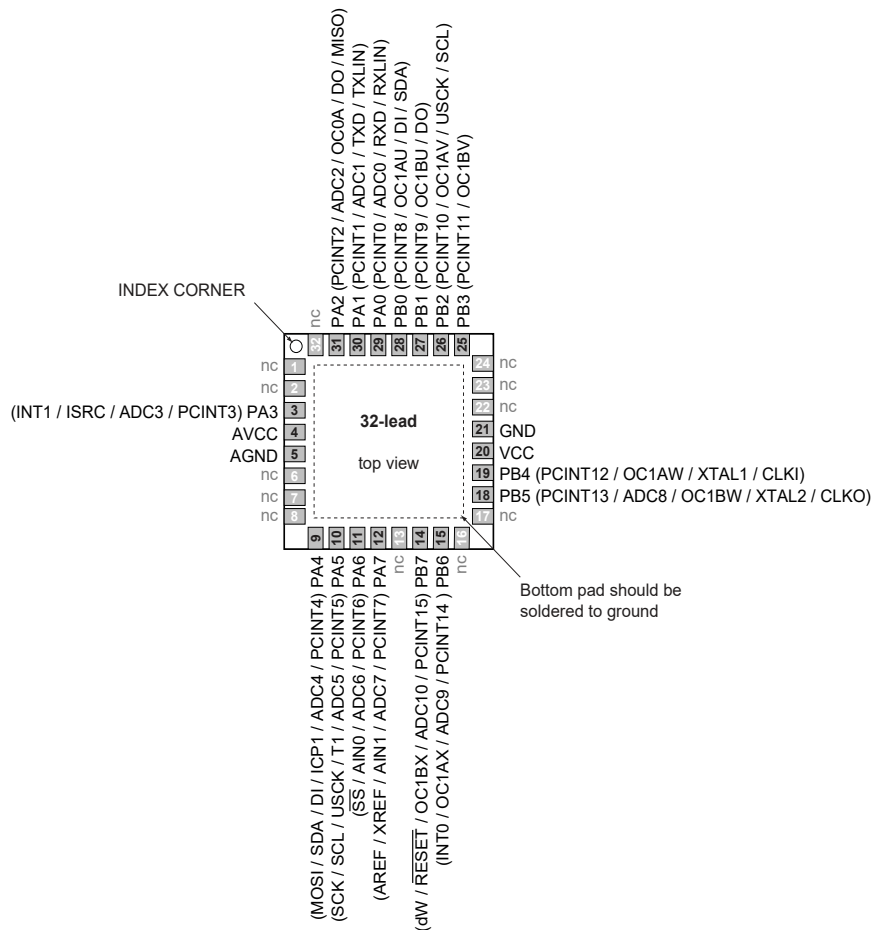 PA2 (PCINT2 / ADC2 / OC0A / DO / MISO)
PA1 (PCINT1 / ADC1 / TXD / TXLIN)
PA0 (PCINT0 / ADC0 / RXD / RXLIN)
PB0 (PCINT8 / OC1AU / DI / SDA)
PB1 (PCINT9 / OC1BU / DO)
PB2 (PCINT10 / OC1AV / USCK / SCL)
PB3 (PCINT11 / OC1BV)
INDEX CORNER
nc
32
31
30
29
28
27
26
25
nc 1
nc 2
(INT1 / ISRC / ADC3 / PCINT3) PA3 3
AVCC 4
AGND 5
nc 6
nc 7
nc 8
32-lead
top view
24 nc
23 nc
22 nc
21 GND
20 VCC
19 PB4 (PCINT12 / OC1AW / XTAL1 / CLKI)
18 PB5 (PCINT13 / ADC8 / OC1BW / XTAL2 / CLKO)
17 nc
9
10
11
12
13
14
15
16
(MOSI / SDA / DI / ICP1 / ADC4 / PCINT4) PA4
(SCK / SCL / USCK / T1 / ADC5 / PCINT5) PA5
(SS / AIN0 / ADC6 / PCINT6) PA6
(AREF / XREF / AIN1 / ADC7 / PCINT7) PA7
nc
(dW / RESET / OC1BX / ADC10 / PCINT15) PB7
(INT0 / OC1AX / ADC9 / PCINT14 ) PB6
nc
Bottom pad should be
soldered to ground